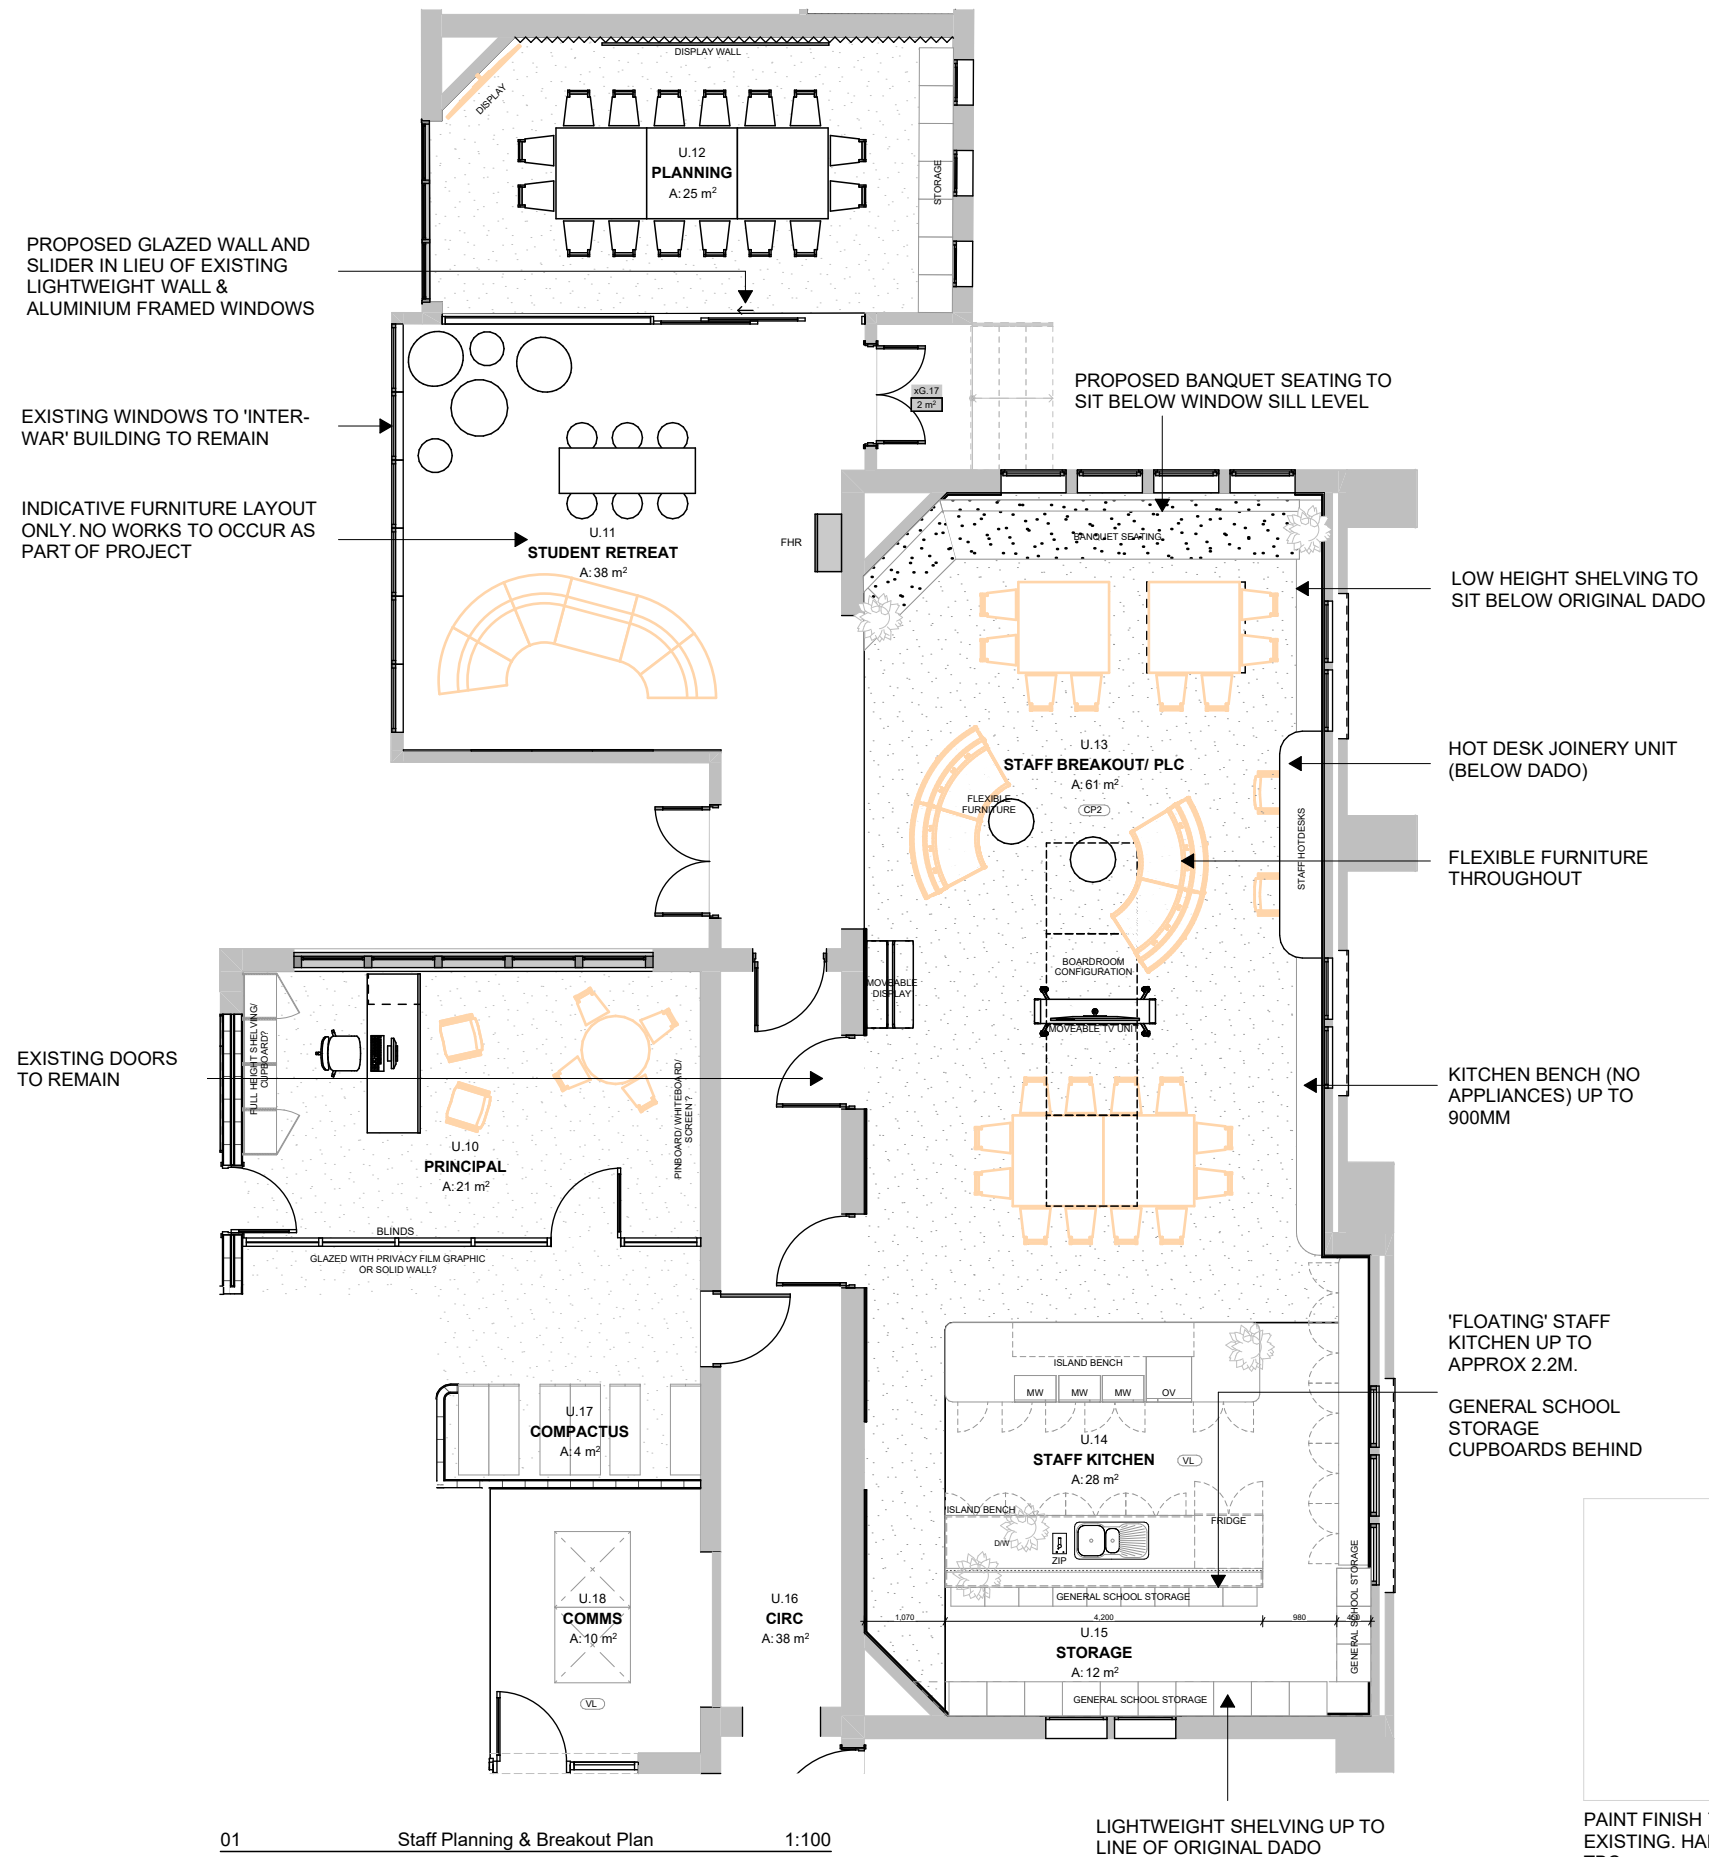 DISPLAY WALL
DISPLAY
U.12
PLANNING
A: 25 m²
STORAGE
PROPOSED GLAZED WALL AND
SLIDER IN LIEU OF EXISTING
LIGHTWEIGHT WALL &
ALUMINIUM FRAMED WINDOWS
EXISTING WINDOWS TO 'INTER-
WAR' BUILDING TO REMAIN
INDICATIVE FURNITURE LAYOUT
ONLY. NO WORKS TO OCCUR AS
PART OF PROJECT
xG.17
2 m²
PROPOSED BANQUET SEATING TO
SIT BELOW WINDOW SILL LEVEL
U.11
STUDENT RETREAT
A: 38 m²
FHR
BANQUET SEATING
LOW HEIGHT SHELVING TO
SIT BELOW ORIGINAL DADO
U.13
STAFF BREAKOUT/ PLC
A: 61 m²
CP2
FLEXIBLE
FURNITURE
HOT DESK JOINERY UNIT
(BELOW DADO)
STAFF HOTDESKS
FLEXIBLE FURNITURE
THROUGHOUT
BOARDROOM
CONFIGURATION
MOVEABLE TV UNIT
MOVEABLE
DISPLAY
EXISTING DOORS
TO REMAIN
FULL HEIGHT SHELVING/
CUPBOARD?
PINBOARD/ WHITEBOARD/
SCREEN ?
U.10
PRINCIPAL
A: 21 m²
BLINDS
GLAZED WITH PRIVACY FILM GRAPHIC
OR SOLID WALL?
KITCHEN BENCH (NO
APPLIANCES) UP TO
900MM
'FLOATING' STAFF
KITCHEN UP TO
APPROX 2.2M.
GENERAL SCHOOL
STORAGE
CUPBOARDS BEHIND
ISLAND BENCH
MW
MW
MW
OV
U.17
COMPACTUS
A: 4 m²
U.14
STAFF KITCHEN
A: 28 m²
VL
ISLAND BENCH
D/W
ZIP
FRIDGE
GENERAL SCHOOL STORAGE
GENERAL SCHOOL STORAGE
1,070
4,200
980
U.18
COMMS
A: 10 m²
VL
U.16
CIRC
A: 38 m²
U.15
STORAGE
A: 12 m²
GENERAL SCHOOL STORAGE
LIGHTWEIGHT SHELVING UP TO
LINE OF ORIGINAL DADO
01 Staff Planning & Breakout Plan 1:100
PAINT FINISH
EXISTING.